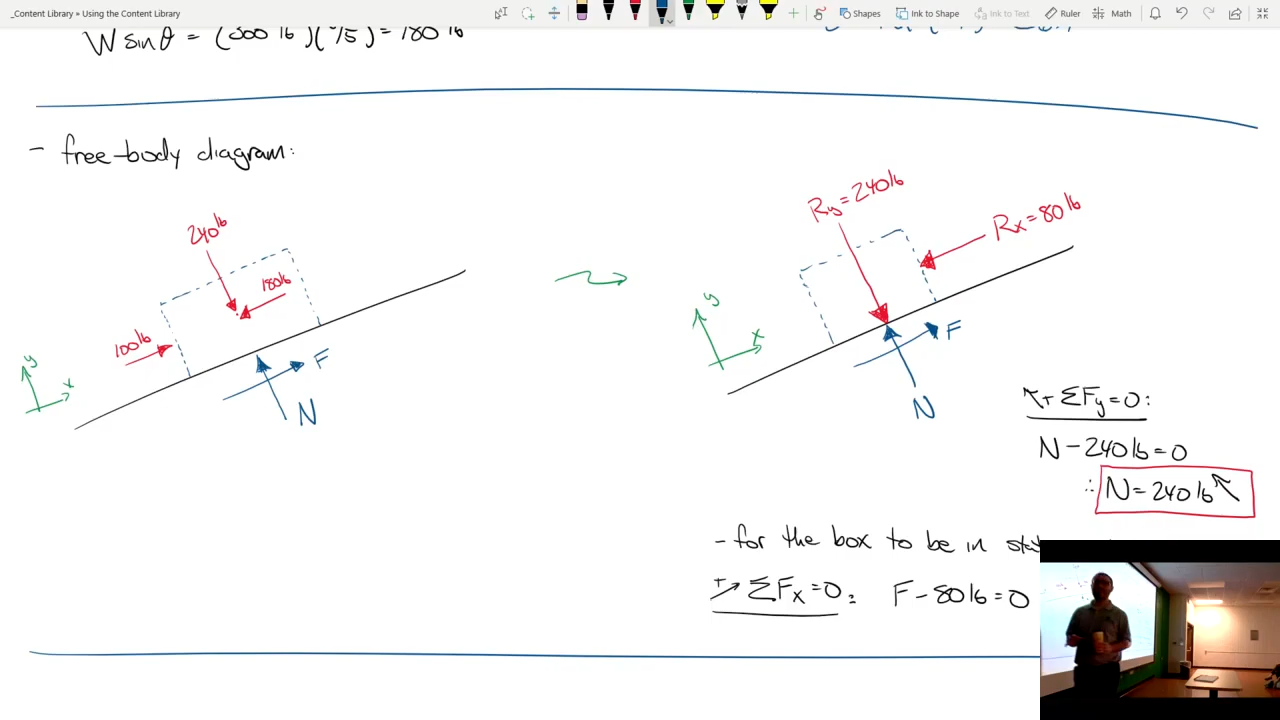 _Content Library » Using the Content Library
Shapes
Ink to Shape
Ink to Text
Ruler
Math
W sin θ = (300 lb)(3/5) = 180 lb
- free-body diagram:
240 lb
180 lb
100 lb
F
N
y
x
Ry = 240 lb
Rx = 80 lb
F
N
y
x
↖+ ΣFy = 0:
N - 240 lb = 0
∴ N = 240 lb ↖
- for the box to be in
+↗ ΣFx = 0: F - 80 lb = 0